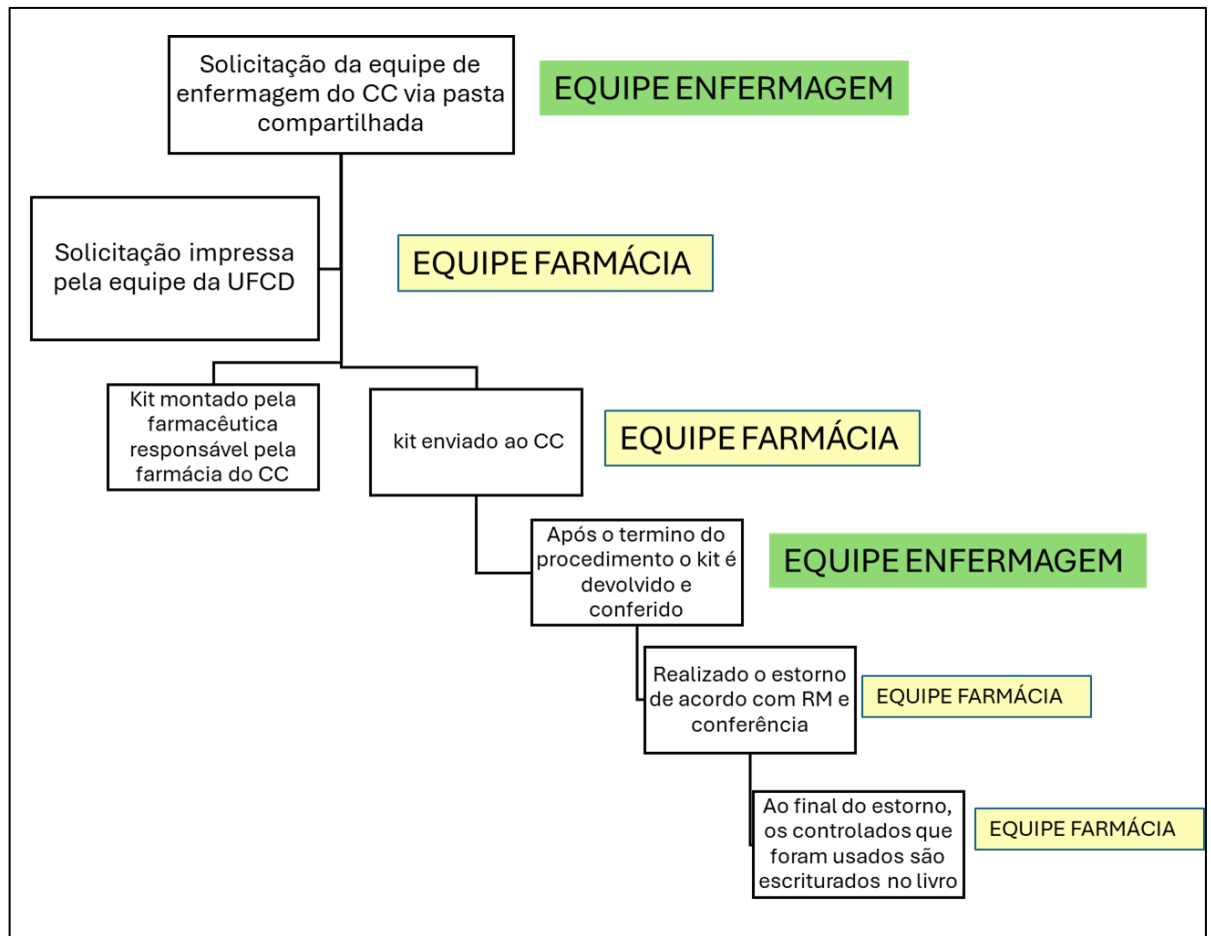 Solicitação da equipe de
enfermagem do CC via pasta
compartilhada
EQUIPE ENFERMAGEM
Solicitação impressa
pela equipe da UFCD
EQUIPE FARMÁCIA
Kit montado pela
farmacêutica
responsável pela
farmácia do CC
kit enviado ao CC
EQUIPE FARMÁCIA
Após o termino do
procedimento o kit é
devolvido e
conferido
EQUIPE ENFERMAGEM
Realizado o estorno
de acordo com RM e
conferência
EQUIPE FARMÁCIA
Ao final do estorno,
os controlados que
foram usados são
escriturados no livro
EQUIPE FARMÁCIA